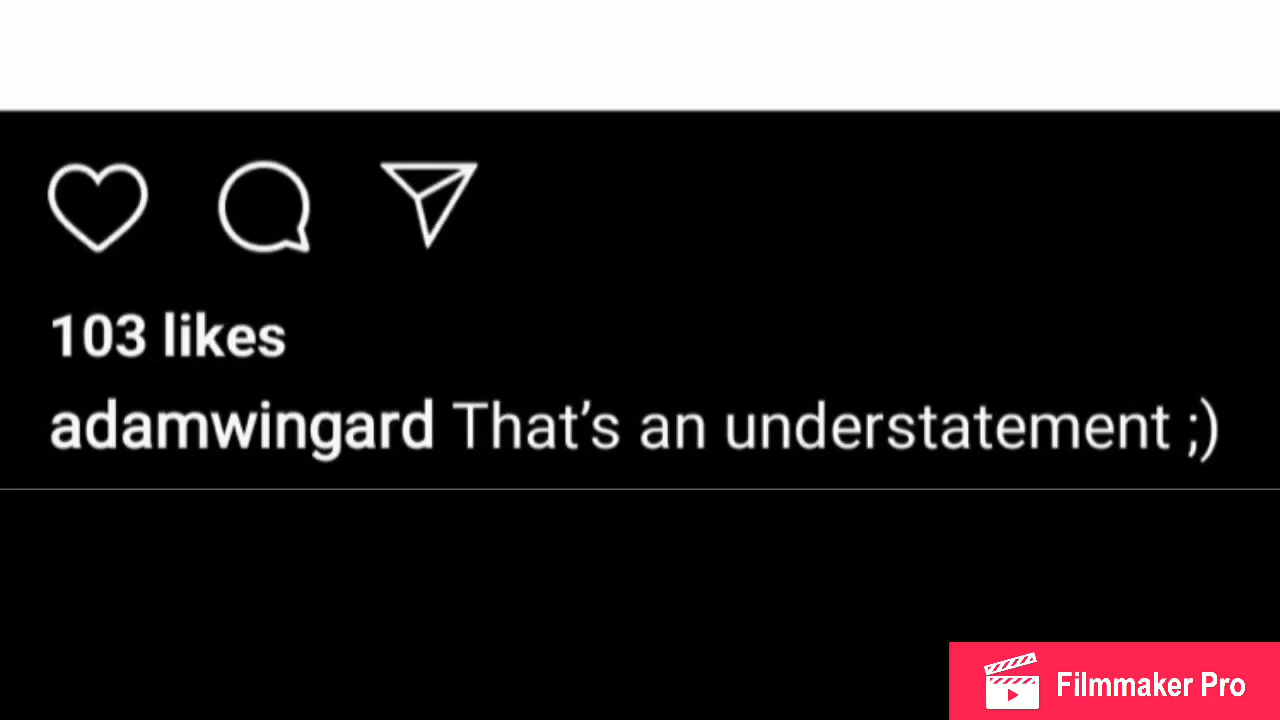 103 likes
adamwingard That’s an understatement ;)
Filmmaker Pro